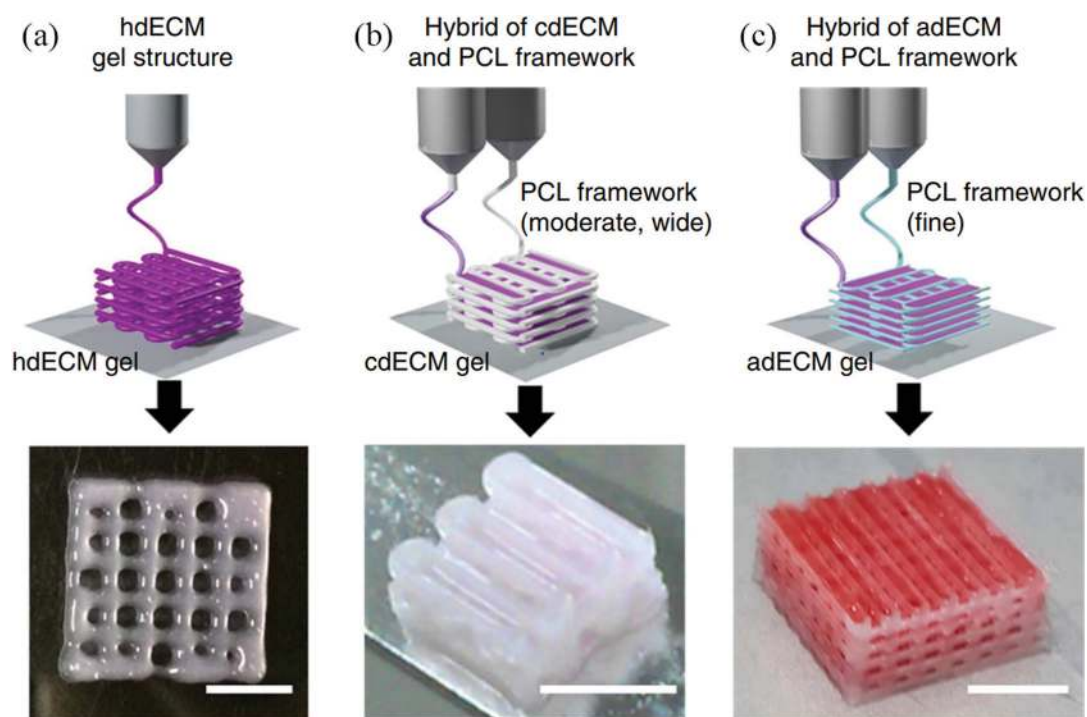 (a)
hdECM
gel structure
(b)
Hybrid of cdECM
and PCL framework
(c)
Hybrid of adECM
and PCL framework
PCL framework
(moderate, wide)
PCL framework
(fine)
hdECM gel
cdECM gel
adECM gel